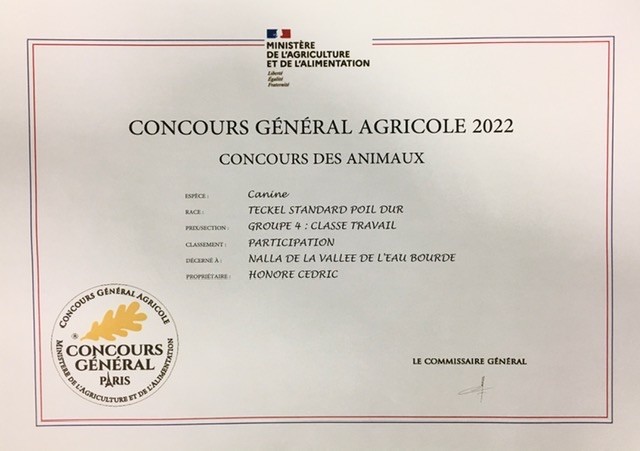 MINISTÈRE
DE L'AGRICULTURE
ET DE L'ALIMENTATION
Liberté
Égalité
Fraternité
CONCOURS GÉNÉRAL AGRICOLE 2022
CONCOURS DES ANIMAUX
ESPÈCE : Canine
RACE : TECKEL STANDARD POIL DUR
PRIX/SECTION : GROUPE 4 : CLASSE TRAVAIL
CLASSEMENT : PARTICIPATION
DÉCERNÉ À : NALLA DE LA VALLEE DE L'EAU BOURDE
PROPRIÉTAIRE : HONORE CEDRIC
CONCOURS GÉNÉRAL AGRICOLE
CONCOURS
GÉNÉRAL
PARIS
MINISTÈRE DE L'AGRICULTURE ET DE L'ALIMENTATION
LE COMMISSAIRE GÉNÉRAL